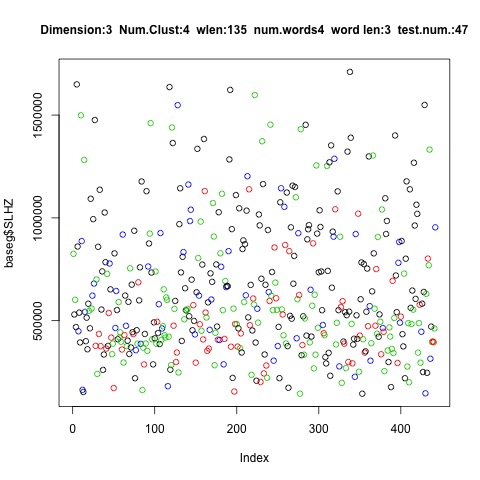 Dimension:3 Num.Clust:4 wlen:135 num.words4 word len:3 test.num.:47
baseg$SLHZ
1500000
1000000
500000
0 100 200 300 400
Index